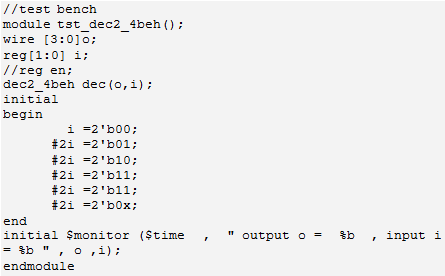 //test bench
module tst_dec2_4beh();
wire [3:0]o;
reg[1:0] i;
//reg en;
dec2_4beh dec(o,i);
initial
begin
i =2'b00;
#2i =2'b01;
#2i =2'b10;
#2i =2'b11;
#2i =2'b11;
#2i =2'b0x;
end
initial $monitor ($time , " output o = %b , input i
= %b " , o ,i);
endmodule